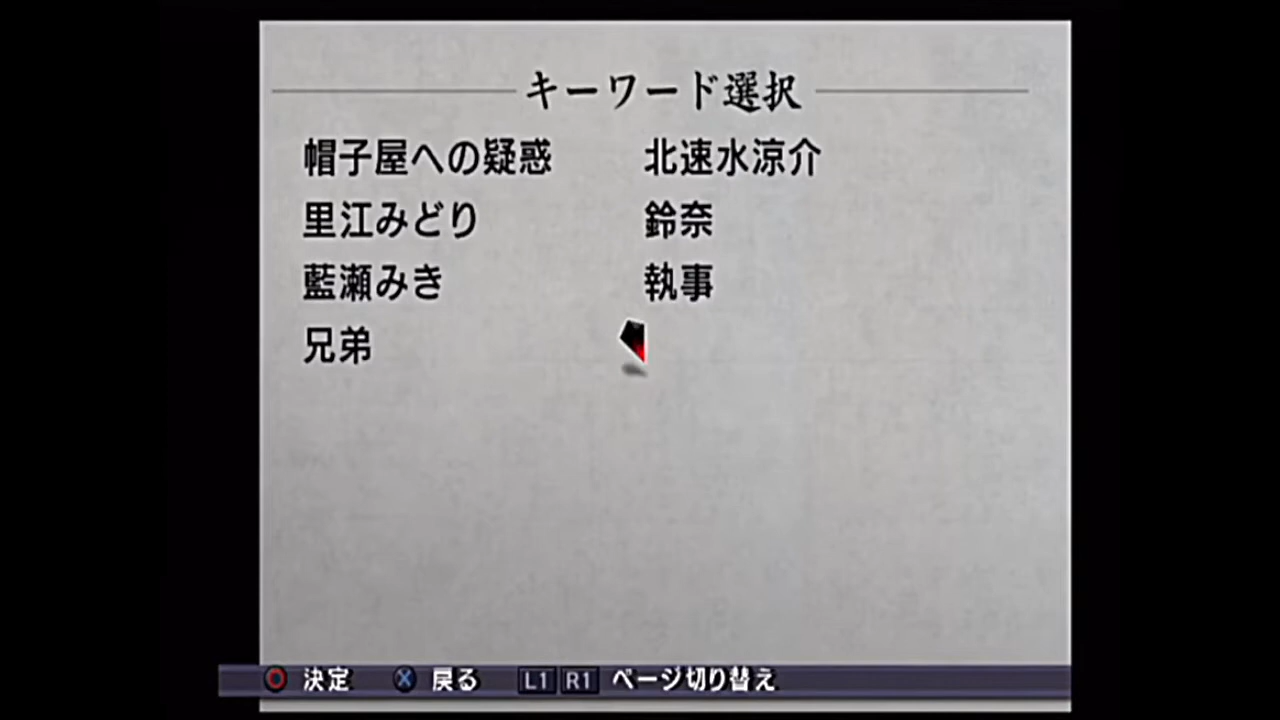 キーワード選択
帽子屋への疑惑 北速水涼介
里江みどり 鈴奈
藍瀬みき 執事
兄弟
決定 X 戻る L1 R1 ページ切り替え